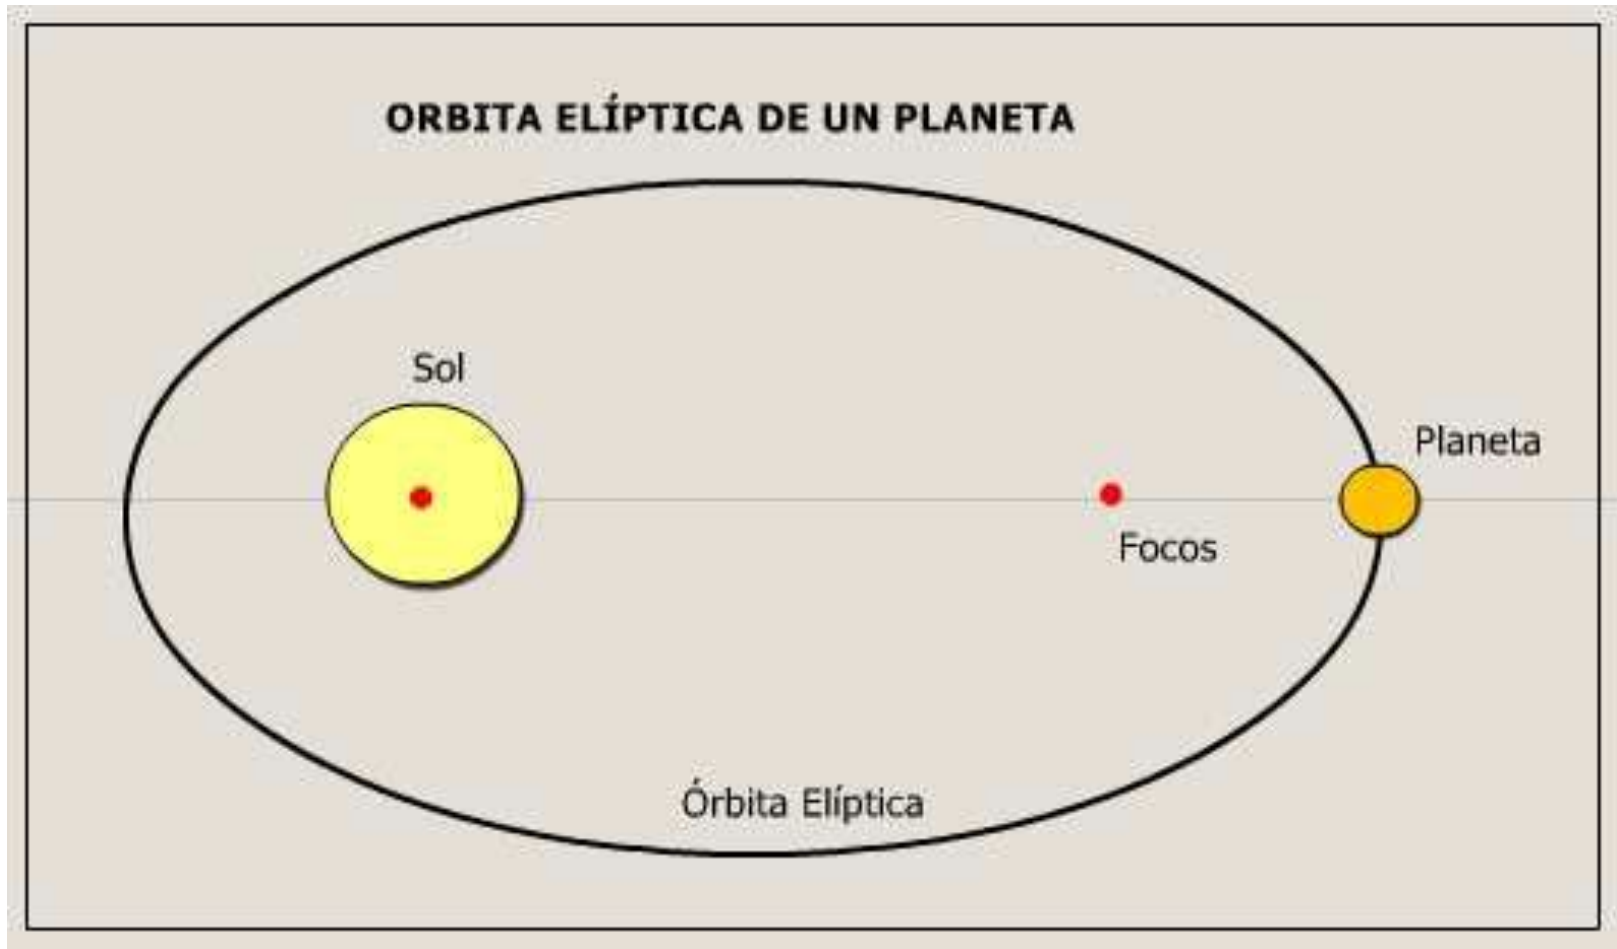 ORBITA ELÍPTICA DE UN PLANETA
Sol
Planeta
Focos
Órbita Elíptica